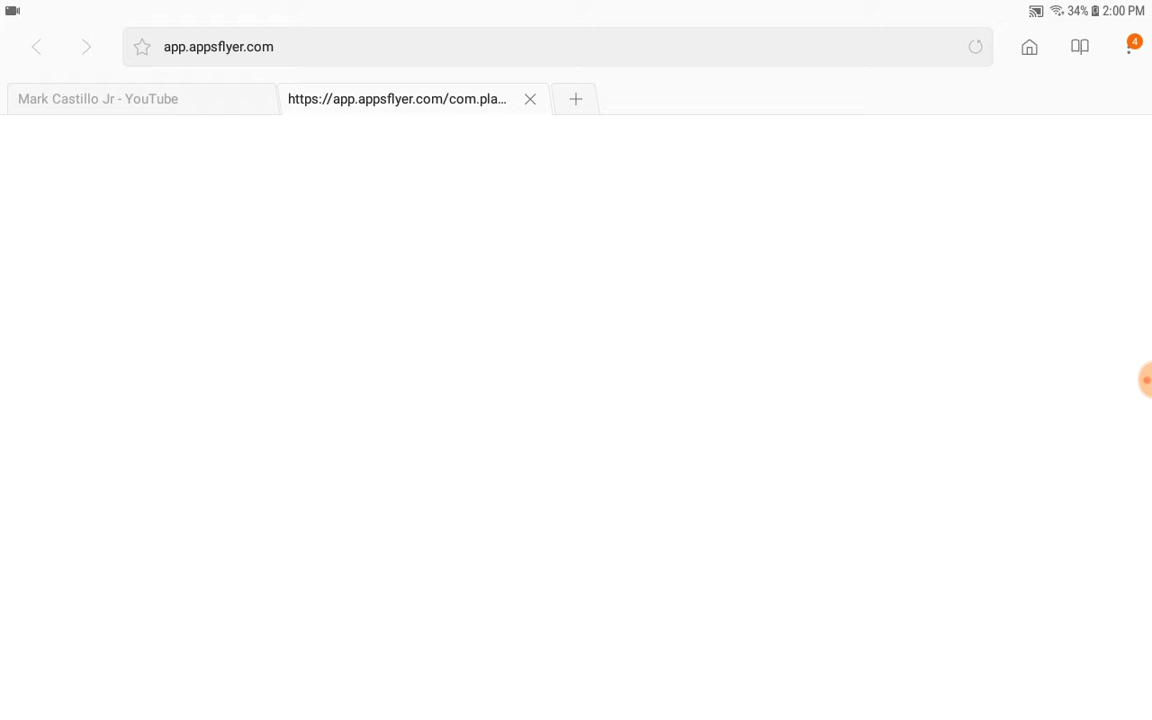 34% 2:00 PM
app.appsflyer.com
4
Mark Castillo Jr - YouTube
https://app.appsflyer.com/com.pla...